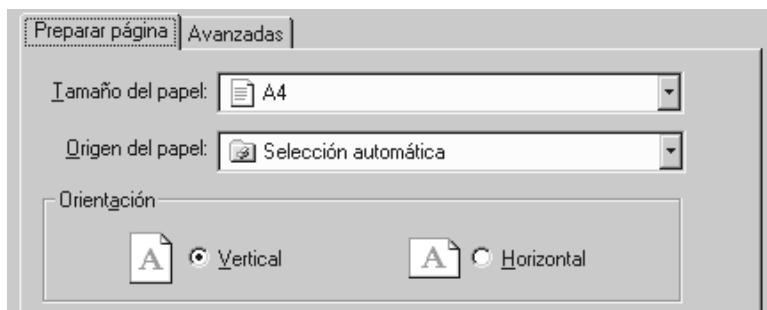 Preparar página Avanzadas
Tamaño del papel: A4
Origen del papel: Selección automática
Orientación
A Vertical A Horizontal